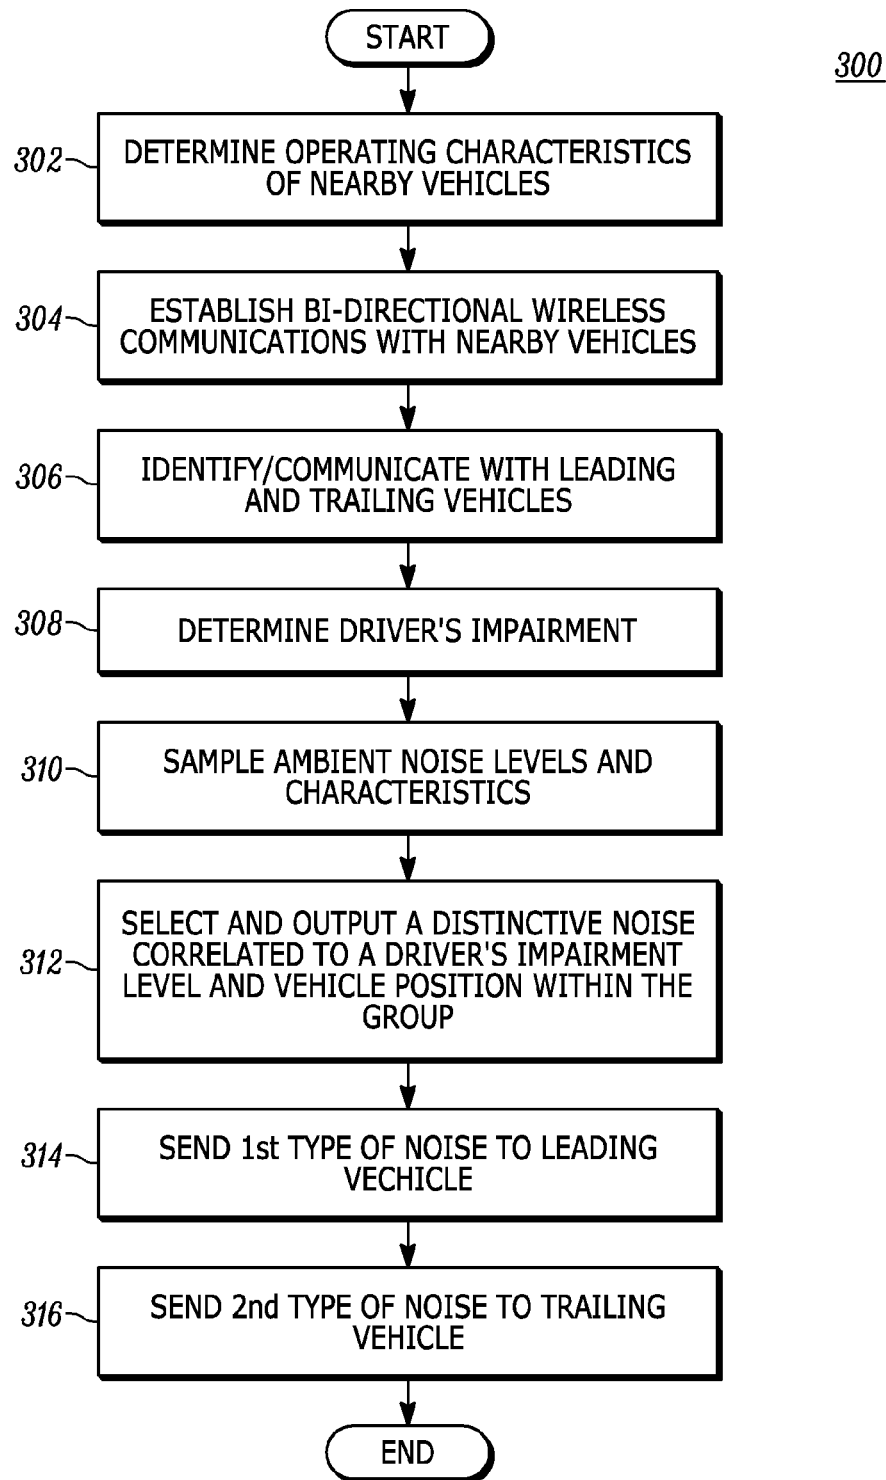 START
300
302
DETERMINE OPERATING CHARACTERISTICS
OF NEARBY VEHICLES
304
ESTABLISH BI-DIRECTIONAL WIRELESS
COMMUNICATIONS WITH NEARBY VEHICLES
306
IDENTIFY/COMMUNICATE WITH LEADING
AND TRAILING VEHICLES
308
DETERMINE DRIVER'S IMPAIRMENT
310
SAMPLE AMBIENT NOISE LEVELS AND
CHARACTERISTICS
312
SELECT AND OUTPUT A DISTINCTIVE NOISE
CORRELATED TO A DRIVER'S IMPAIRMENT
LEVEL AND VEHICLE POSITION WITHIN THE
GROUP
314
SEND 1st TYPE OF NOISE TO LEADING
VECHICLE
316
SEND 2nd TYPE OF NOISE TO TRAILING
VEHICLE
END